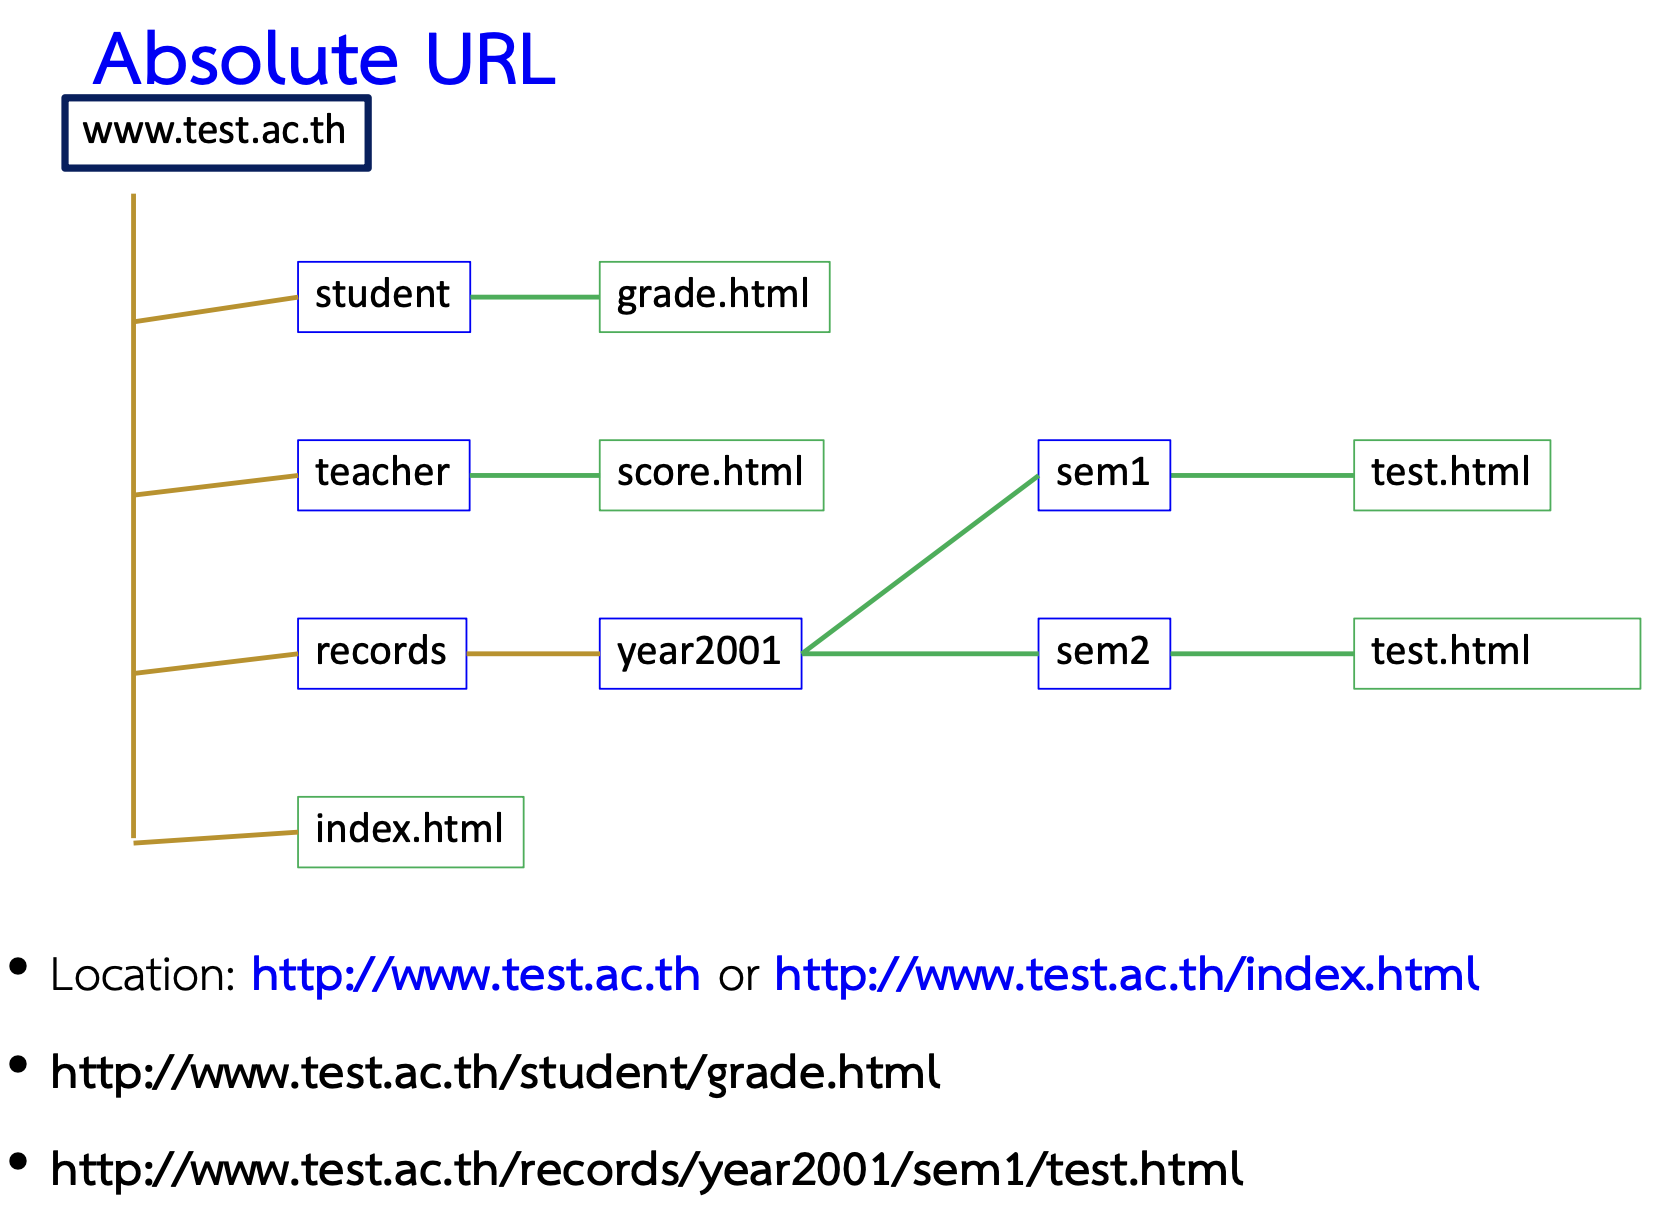 Absolute URL
www.test.ac.th
student grade.html
teacher score.html sem1 test.html
records year2001 sem2 test.html
index.html
• Location: http://www.test.ac.th or http://www.test.ac.th/index.html
• http://www.test.ac.th/student/grade.html
• http://www.test.ac.th/records/year2001/sem1/test.html